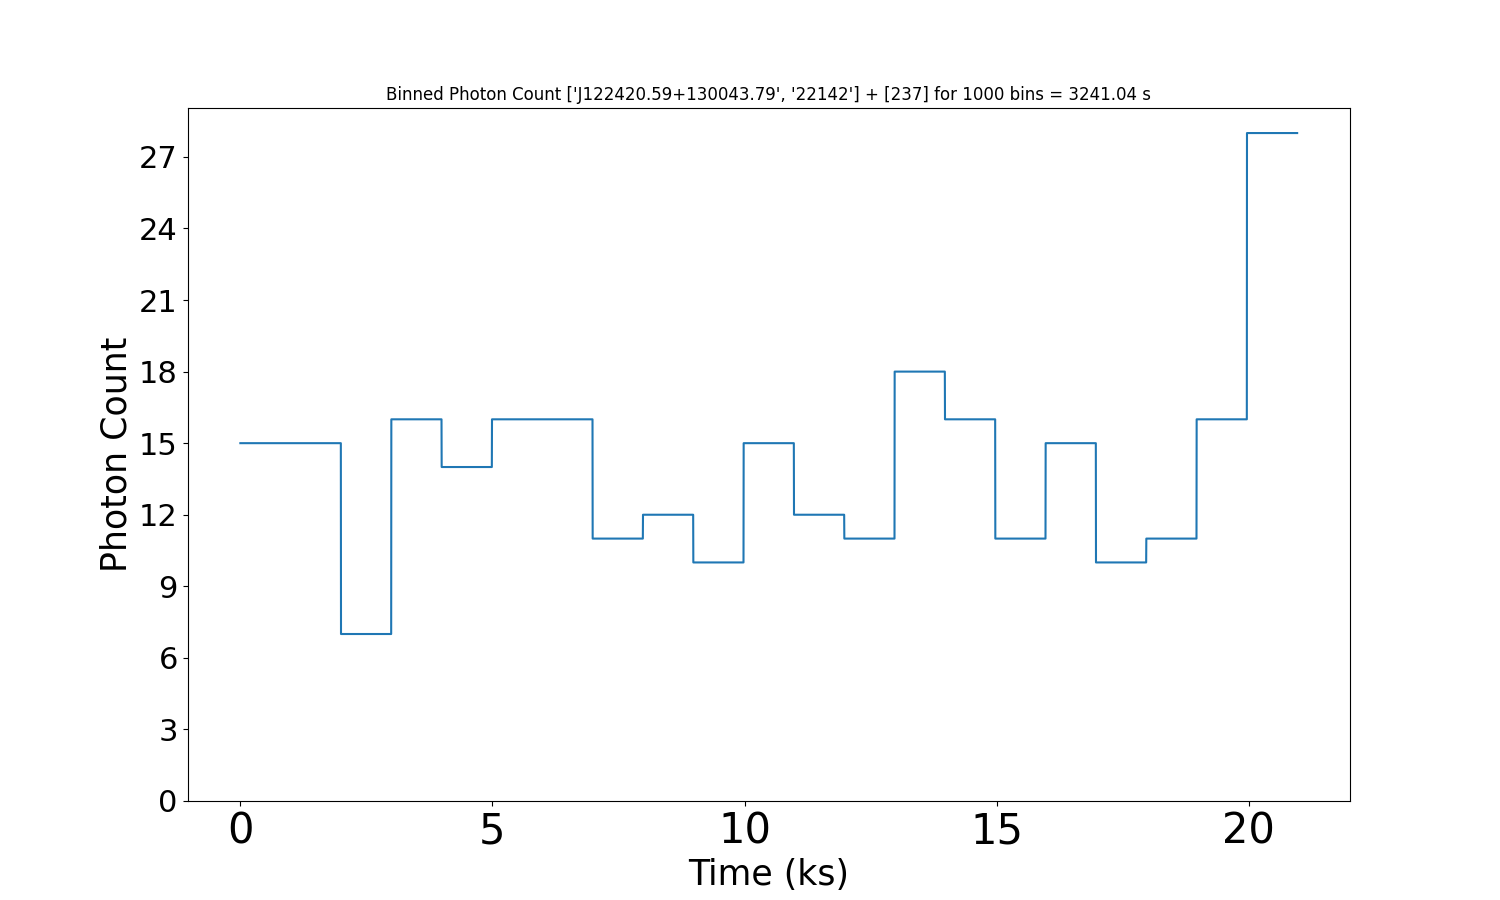 Binned Photon Count ['J122420.59+130043.79', '22142'] + [237] for 1000 bins = 3241.04 s
27
24
21
18
15
12
9
6
3
0
Photon Count
0 5 10 15 20
Time (ks)